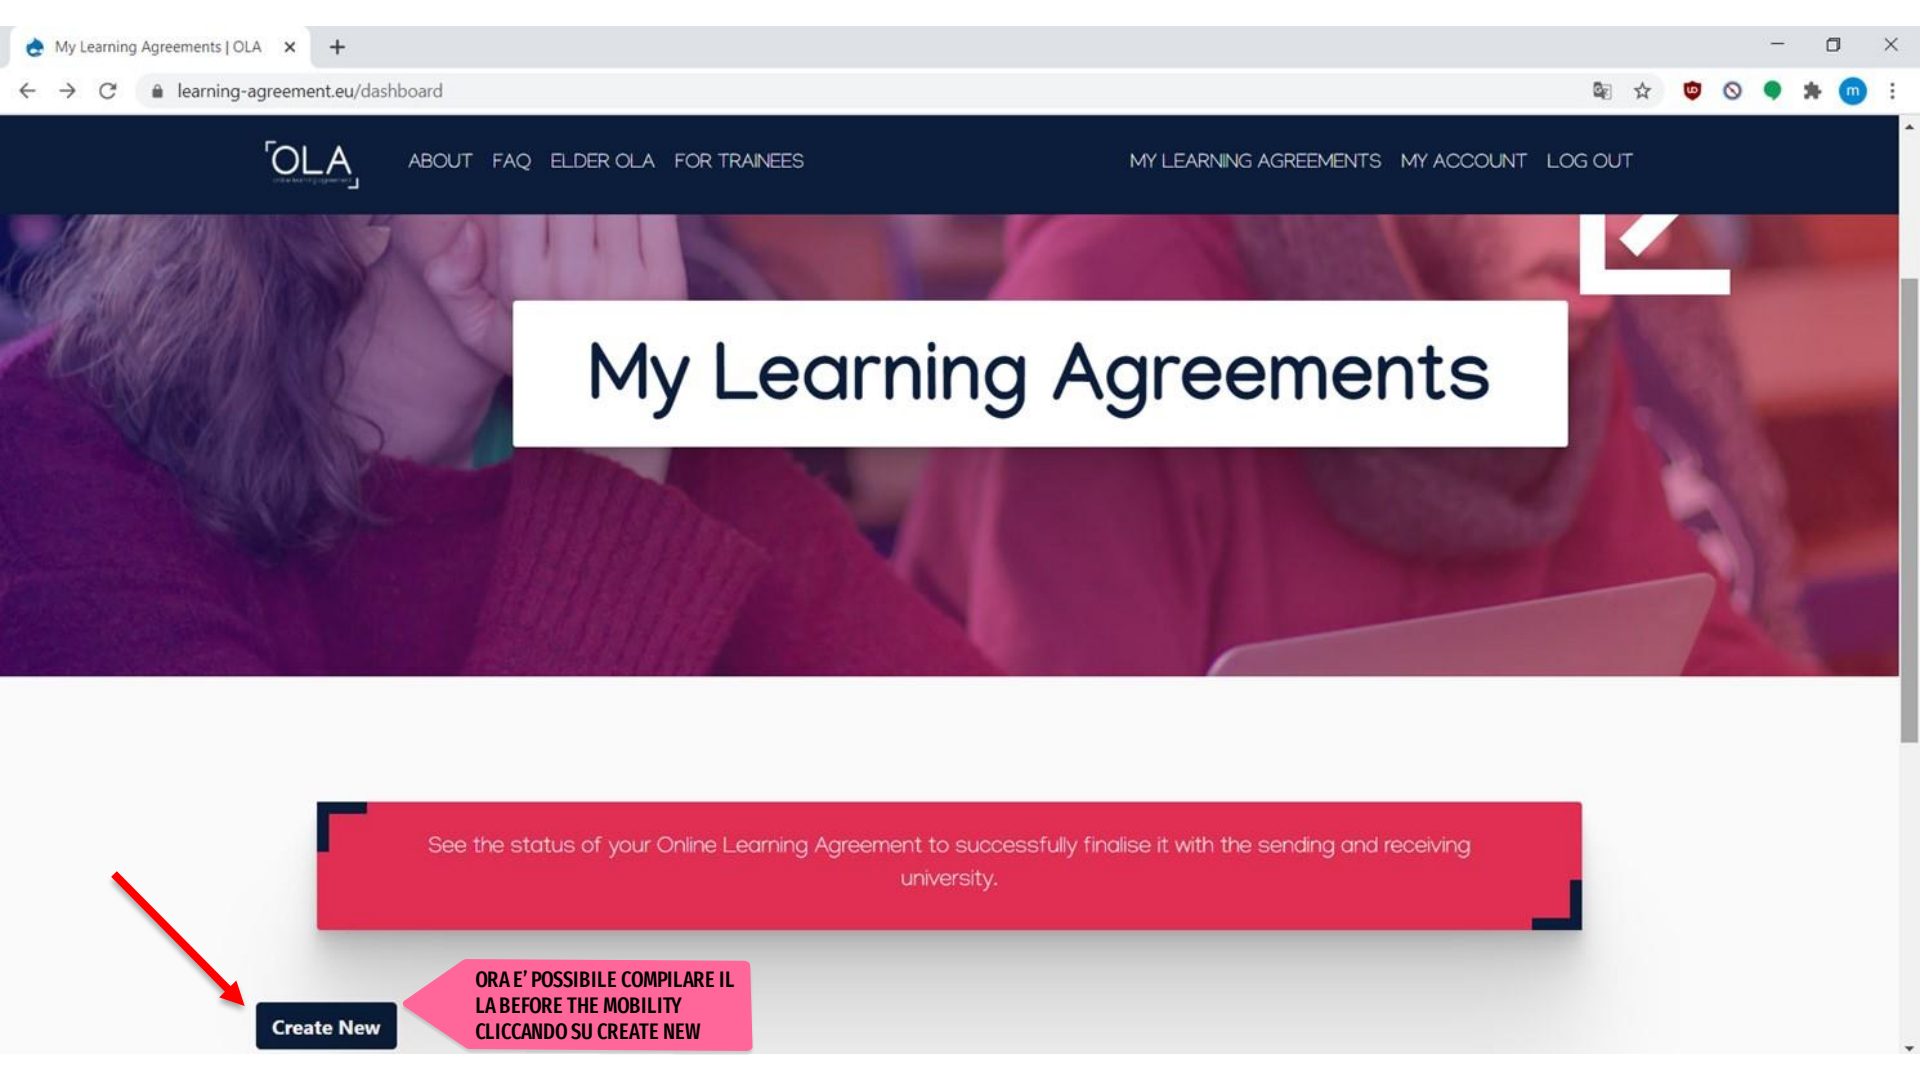 My Learning Agreements | OLA
learning-agreement.eu/dashboard
m
OLA
ABOUT FAQ ELDER OLA FOR TRAINEES
MY LEARNING AGREEMENTS MY ACCOUNT LOG OUT
My Learning Agreements
See the status of your Online Learning Agreement to successfully finalise it with the sending and receiving
university.
ORA E' POSSIBILE COMPILARE IL
LA BEFORE THE MOBILITY
CLICCANDO SU CREATE NEW
Create New